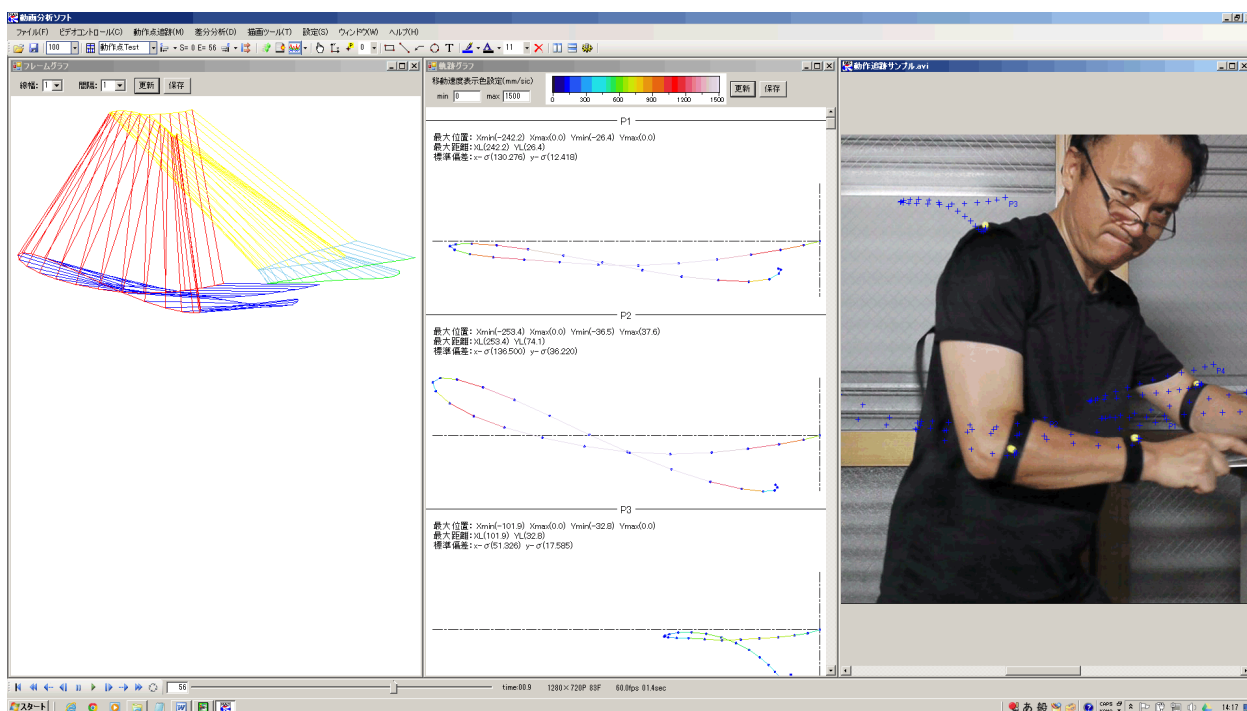 動画分析ソフト
ファイル(F) ビデオコントロール(C) 動作点追跡(M) 差分分析(D) 描画ツール(T) 設定(S) ウィンドウ(W) ヘルプ(H)
100 動作点Test S= 0 E= 56 0 T A 11
フレームグラフ
線幅: 1 間隔: 1 更新 保存
軌跡グラフ
移動速度表示色設定(mm/sic)
min 0 max 1500
0 300 600 900 1200 1500
更新 保存
P1
最大位置: Xmin(-242.2) Xmax(0.0) Ymin(-26.4) Ymax(0.0)
最大距離:XL(242.2) YL(26.4)
標準偏差:x-σ(130.276) y-σ(12.418)
P2
最大位置: Xmin(-253.4) Xmax(0.0) Ymin(-36.5) Ymax(37.6)
最大距離:XL(253.4) YL(74.1)
標準偏差:x-σ(136.500) y-σ(36.220)
P3
最大位置: Xmin(-101.9) Xmax(0.0) Ymin(-32.8) Ymax(0.0)
最大距離:XL(101.9) YL(32.8)
標準偏差:x-σ(51.326) y-σ(17.585)
動作追跡サンプル.avi
P3
P4
56 time:00.9 1280×720P 83F 60.0fps 01.4sec
スタート
あ 般 CAPS
14:17